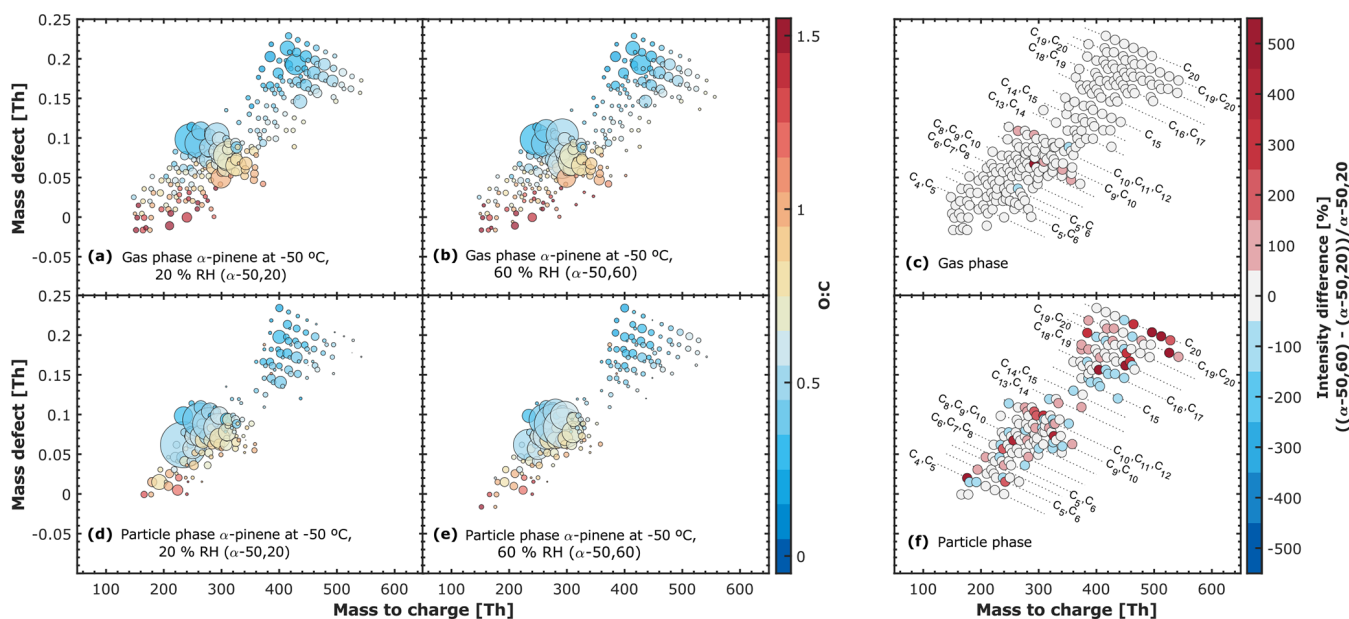 0.25
0.2
0.15
0.1
0.05
0
-0.05
Mass defect [Th]
(a) Gas phase α-pinene at -50 ºC,
20 % RH (α-50,20)
(b) Gas phase α-pinene at -50 ºC,
60 % RH (α-50,60)
1.5
1
0.5
0
O:C
C19,C20
C18,C19
C14,C15
C13,C14
C8,C9,C10
C6,C7,C8
C4,C5
C20
C19,C20
C16,C17
C15
C10,C11,C12
C9,C10
C5,C6
C5,C6
(c) Gas phase
0.25
0.2
0.15
0.1
0.05
0
-0.05
Mass defect [Th]
(d) Particle phase α-pinene at -50 ºC,
20 % RH (α-50,20)
(e) Particle phase α-pinene at -50 ºC,
60 % RH (α-50,60)
C19,C20
C18,C19
C14,C15
C13,C14
C8,C9,C10
C6,C7,C8
C4,C5
C20
C19,C20
C16,C17
C15
C10,C11,C12
C9,C10
C5,C6
C5,C6
(f) Particle phase
500
400
300
200
100
0
-100
-200
-300
-400
-500
Intensity difference [%]
((α-50,60) - (α-50,20))/α-50,20
100 200 300 400 500 600
100 200 300 400 500 600
100 200 300 400 500 600
Mass to charge [Th]
Mass to charge [Th]